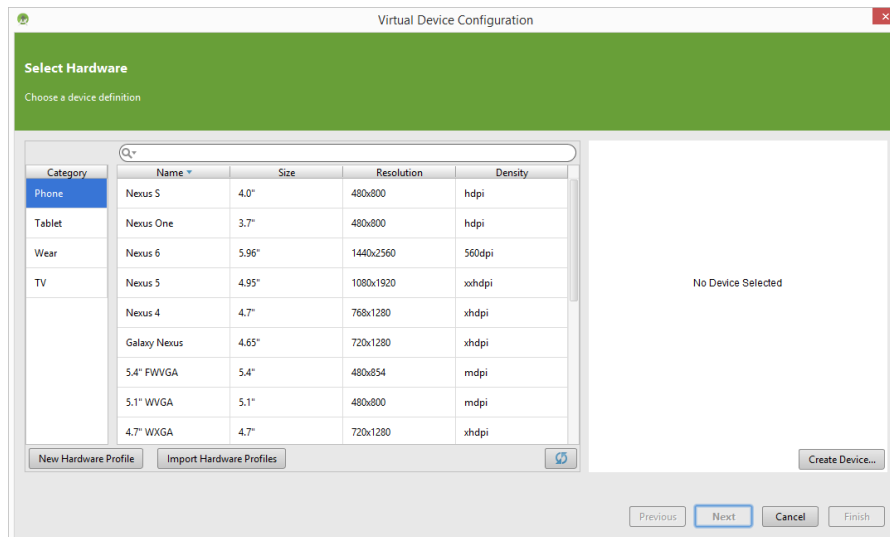 Virtual Device Configuration
Select Hardware
Choose a device definition
Category Name Size Resolution Density
Phone Nexus S 4.0" 480x800 hdpi
Tablet Nexus One 3.7" 480x800 hdpi
Wear Nexus 6 5.96" 1440x2560 560dpi
TV Nexus 5 4.95" 1080x1920 xxhdpi
No Device Selected
Nexus 4 4.7" 768x1280 xhdpi
Galaxy Nexus 4.65" 720x1280 xhdpi
5.4" FWVGA 5.4" 480x854 mdpi
5.1" WVGA 5.1" 480x800 mdpi
4.7" WXGA 4.7" 720x1280 xhdpi
New Hardware Profile Import Hardware Profiles Create Device...
Previous Next Cancel Finish